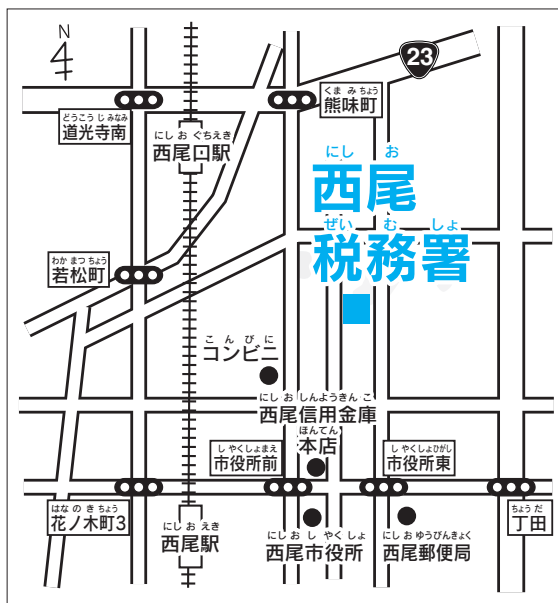 N
23
くまみちょう
熊味町
どうこうじみなみ
道光寺南
にしおぐちえき
西尾口駅
にしお
西尾
ぜいむしょ
税務署
わかまつちょう
若松町
こんびに
コンビニ
にしおしんようきんこ
西尾信用金庫
ほんてん
本店
しやくしょまえ
市役所前
しやくしょひがし
市役所東
はなのきちょう
花ノ木町3
ちょうだ
丁田
にしおえき
西尾駅
にしおしやくしょ
西尾市役所
にしおゆうびんきょく
西尾郵便局